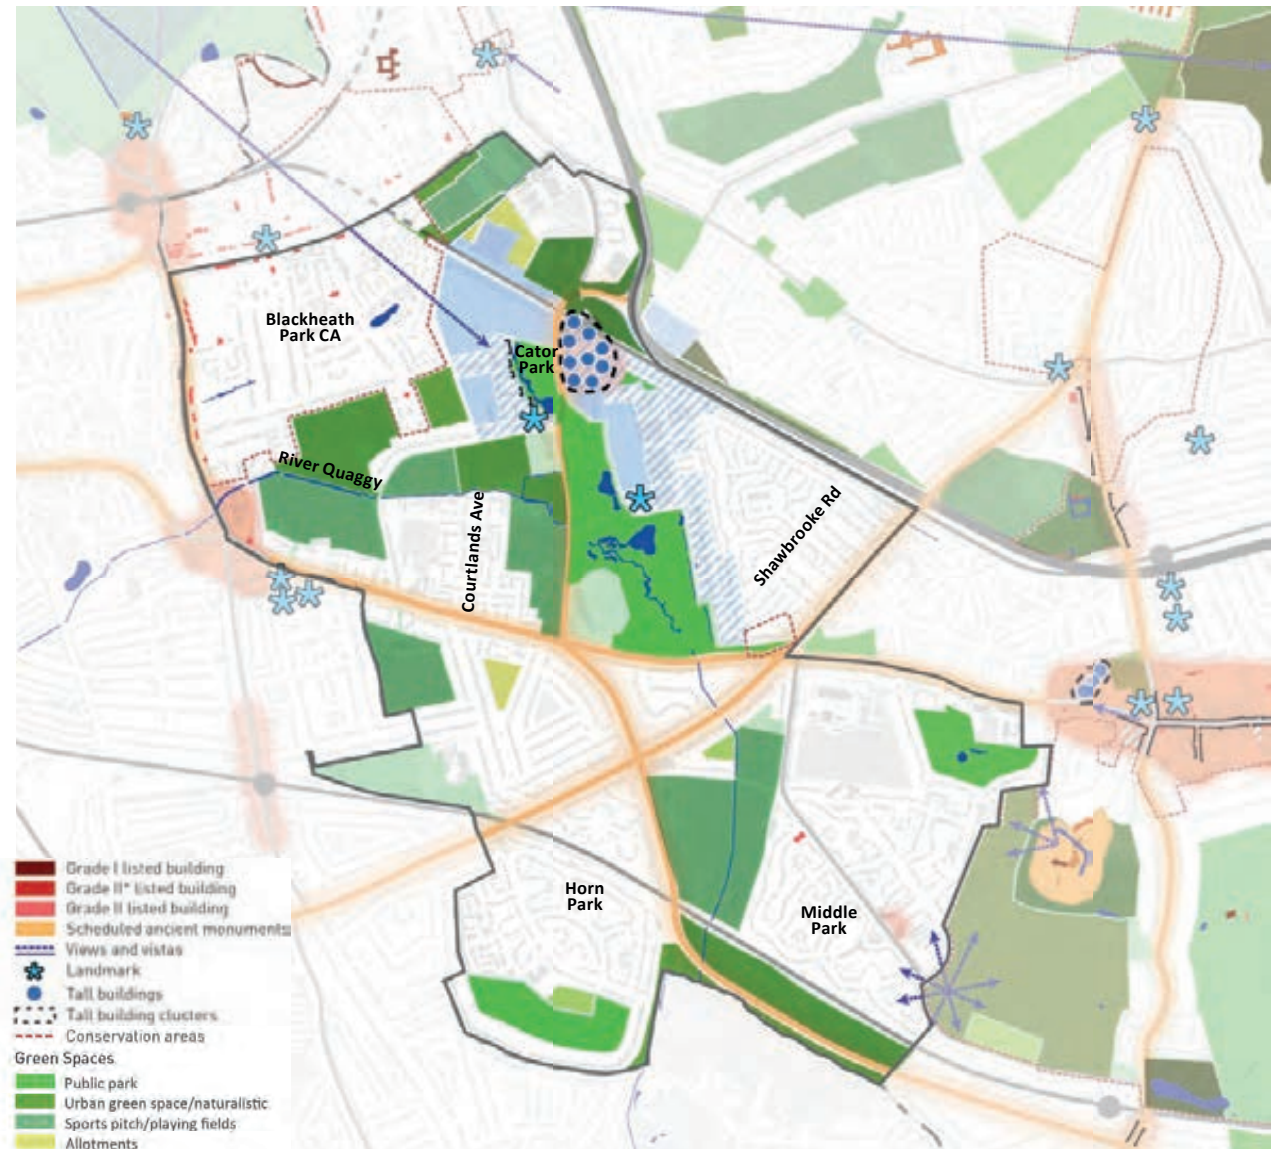 Blackheath
Park CA
Cator
Park
River Quaggy
Courtlands Ave
Shawbrooke Rd
Horn
Park
Middle
Park
Grade I listed building
Grade II* listed building
Grade II listed building
Scheduled ancient monuments
Views and vistas
Landmark
Tall buildings
Tall building clusters
Conservation areas
Green Spaces
Public park
Urban green space/naturalistic
Sports pitch/playing fields
Allotments